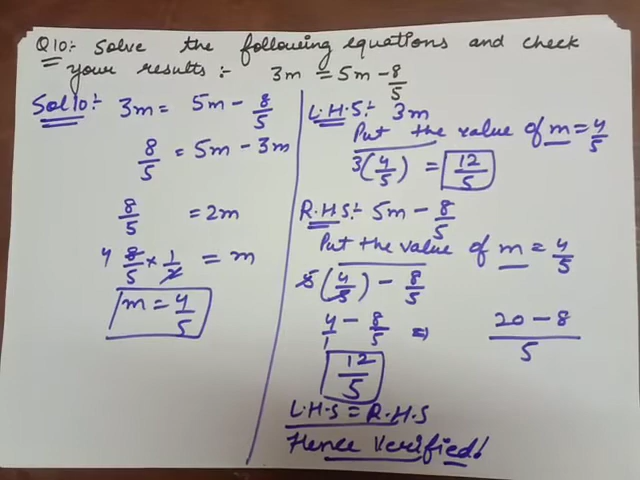 Q10:- Solve the following equations and check
your results:- 3m = 5m - 8/5
Sol10:- 3m = 5m - 8/5
8/5 = 5m - 3m
8/5 = 2m
4 8/5 × 1/2 = m
m = 4/5
L.H.S:- 3m
Put the value of m = 4/5
3(4/5) = 12/5
R.H.S:- 5m - 8/5
Put the value of m = 4/5
5(4/5) - 8/5
4/1 - 8/5 ⇒ 20 - 8/5
12/5
L.H.S = R.H.S
Hence Verified!